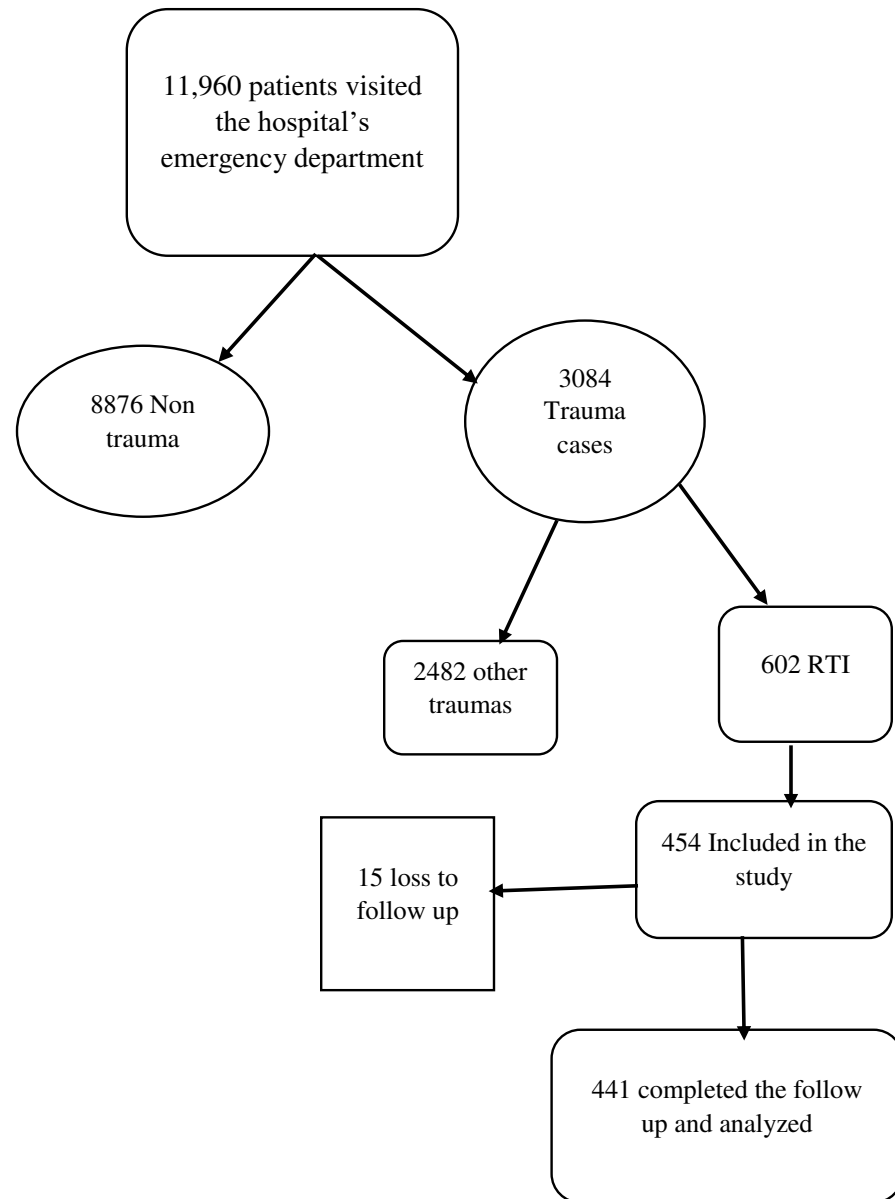 11,960 patients visited
the hospital’s
emergency department
8876 Non
trauma
3084
Trauma
cases
2482 other
traumas
602 RTI
454 Included in the
study
15 loss to
follow up
441 completed the follow
up and analyzed